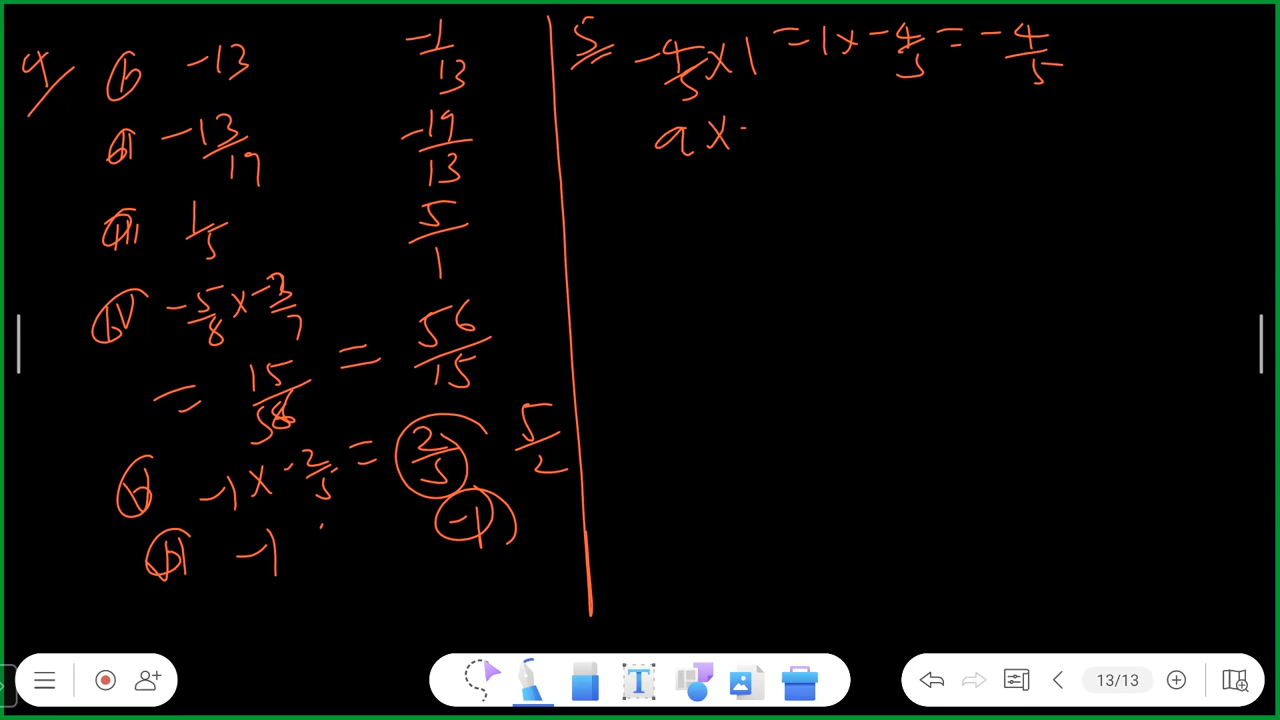 4/ (i) -13 -1/13
(ii) -13/19 -19/13
(iii) 1/5 5/1
(iv) -5/8 x -3/7
= 15/56 = 56/15
(v) -1 x -2/5 = 2/5 5/2
(vi) -1 -1
5 -4/5 x 1 = 1 x -4/5 = -4/5
a x
T
13/13